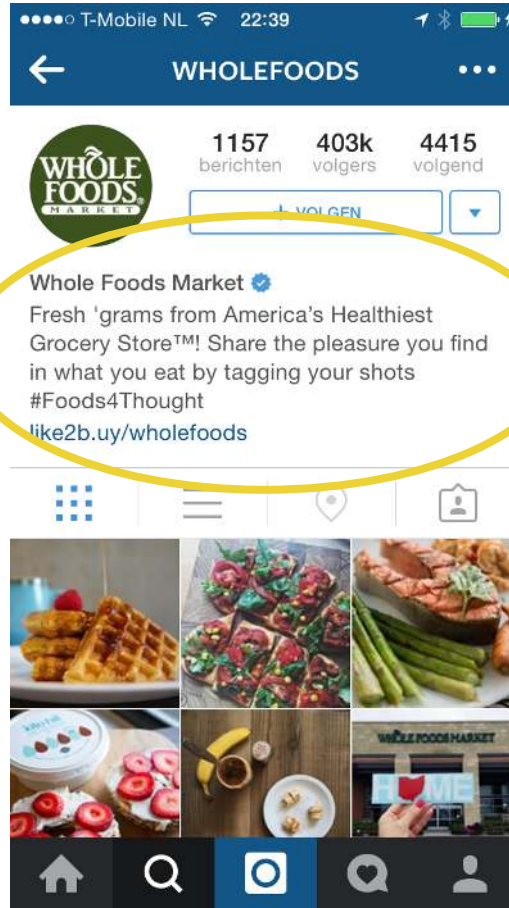 T-Mobile NL 22:39
WHOLEFOODS
WHOLE
FOODS
MARKET
1157 403k 4415
berichten volgers volgend
+ VOLGEN
Whole Foods Market
Fresh 'grams from America's Healthiest
Grocery Store™! Share the pleasure you find
in what you eat by tagging your shots
#Foods4Thought
like2b.uy/wholefoods
WHOLE FOODS MARKET
HOME